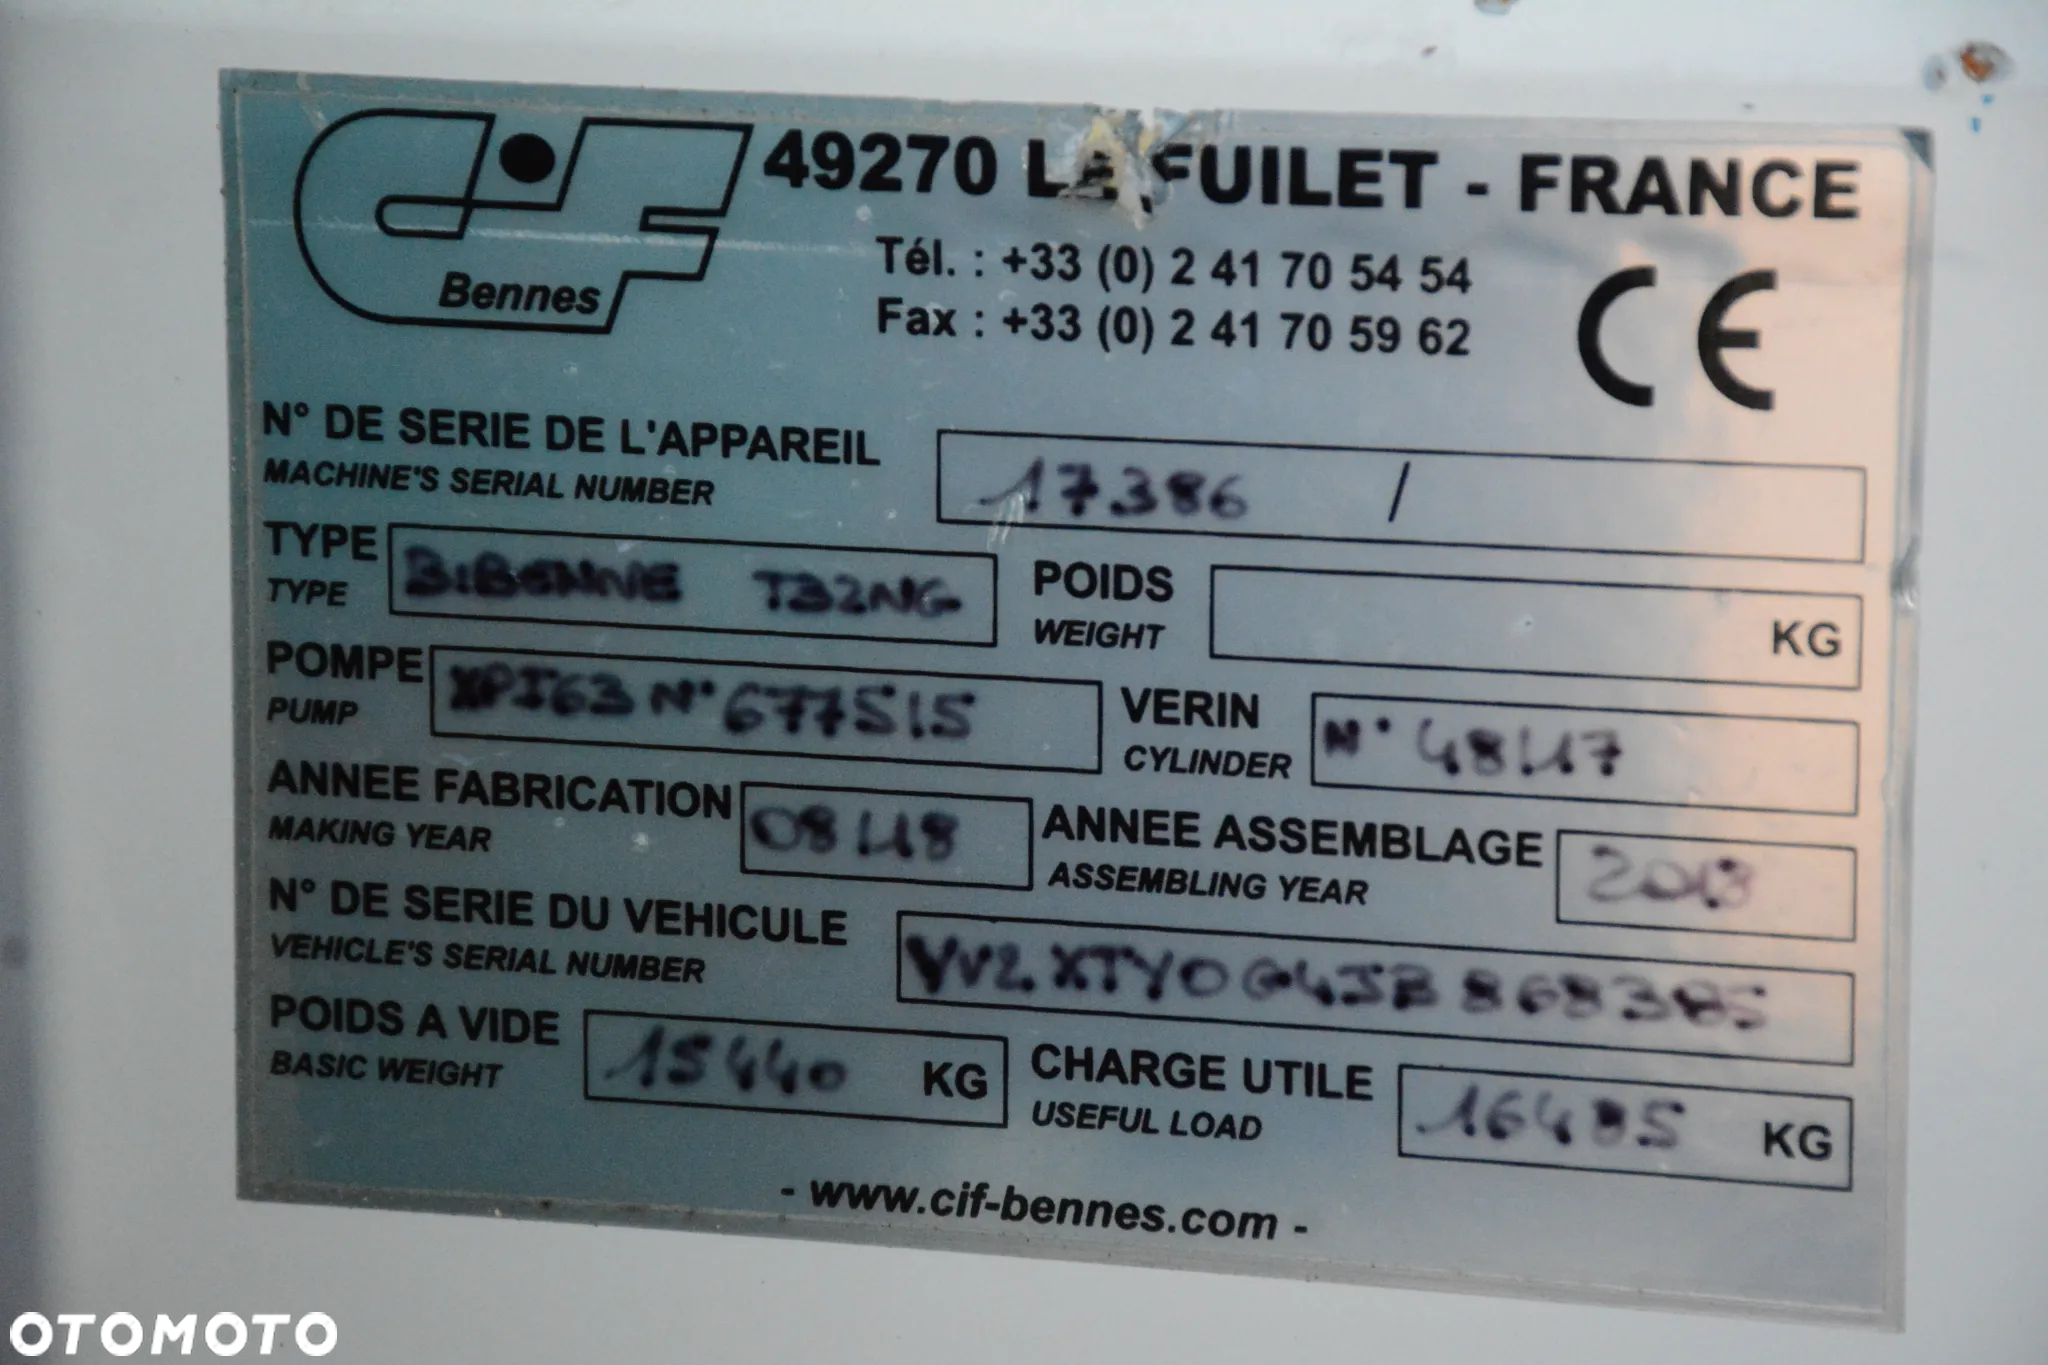 CiF
Bennes
49270 LE FUILET - FRANCE
Tél. : +33 (0) 2 41 70 54 54
Fax : +33 (0) 2 41 70 59 62
CE
N° DE SERIE DE L'APPAREIL
MACHINE'S SERIAL NUMBER
17386 /
TYPE
TYPE
BIBENNE T32NG
POIDS
WEIGHT
KG
POMPE
PUMP
XPI63 N° 677515
VERIN
CYLINDER
N°
ANNEE FABRICATION
MAKING YEAR
ANNEE ASSEMBLAGE
ASSEMBLING YEAR
2013
N° DE SERIE DU VEHICULE
VEHICLE'S SERIAL NUMBER
POIDS A VIDE
BASIC WEIGHT
15440 KG
CHARGE UTILE
USEFUL LOAD
KG
- www.cif-bennes.com -
OTOMOTO